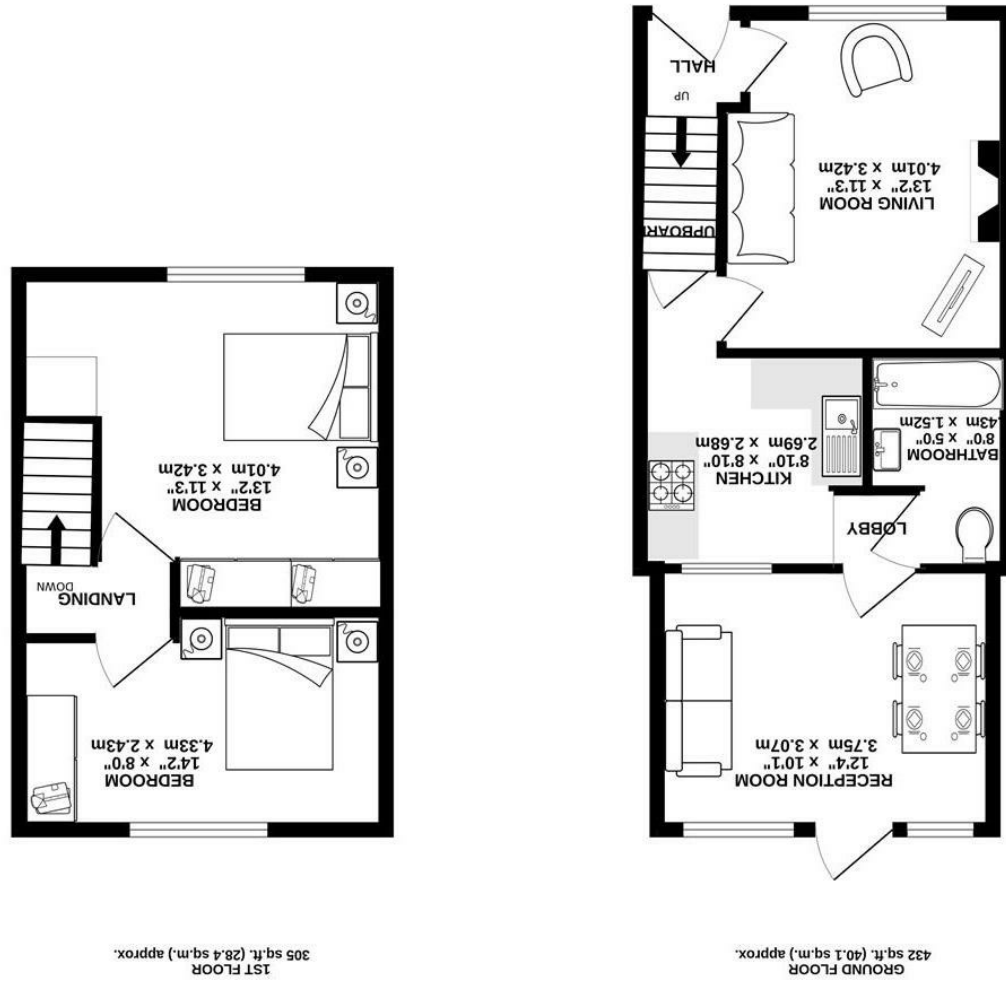 GROUND FLOOR
432 sq.ft. (40.1 sq.m.) approx.
RECEPTION ROOM
12'4" x 10'1"
3.75m x 3.07m
LOBBY
KITCHEN
8'10" x 8'10"
2.69m x 2.68m
BATHROOM
8'0" x 5'0"
.43m x 1.52m
UPBOAR
LIVING ROOM
13'2" x 11'3"
4.01m x 3.42m
UP
HALL
1ST FLOOR
305 sq.ft. (28.4 sq.m.) approx.
BEDROOM
14'2" x 8'0"
4.33m x 2.43m
LANDING
DOWN
BEDROOM
13'2" x 11'3"
4.01m x 3.42m